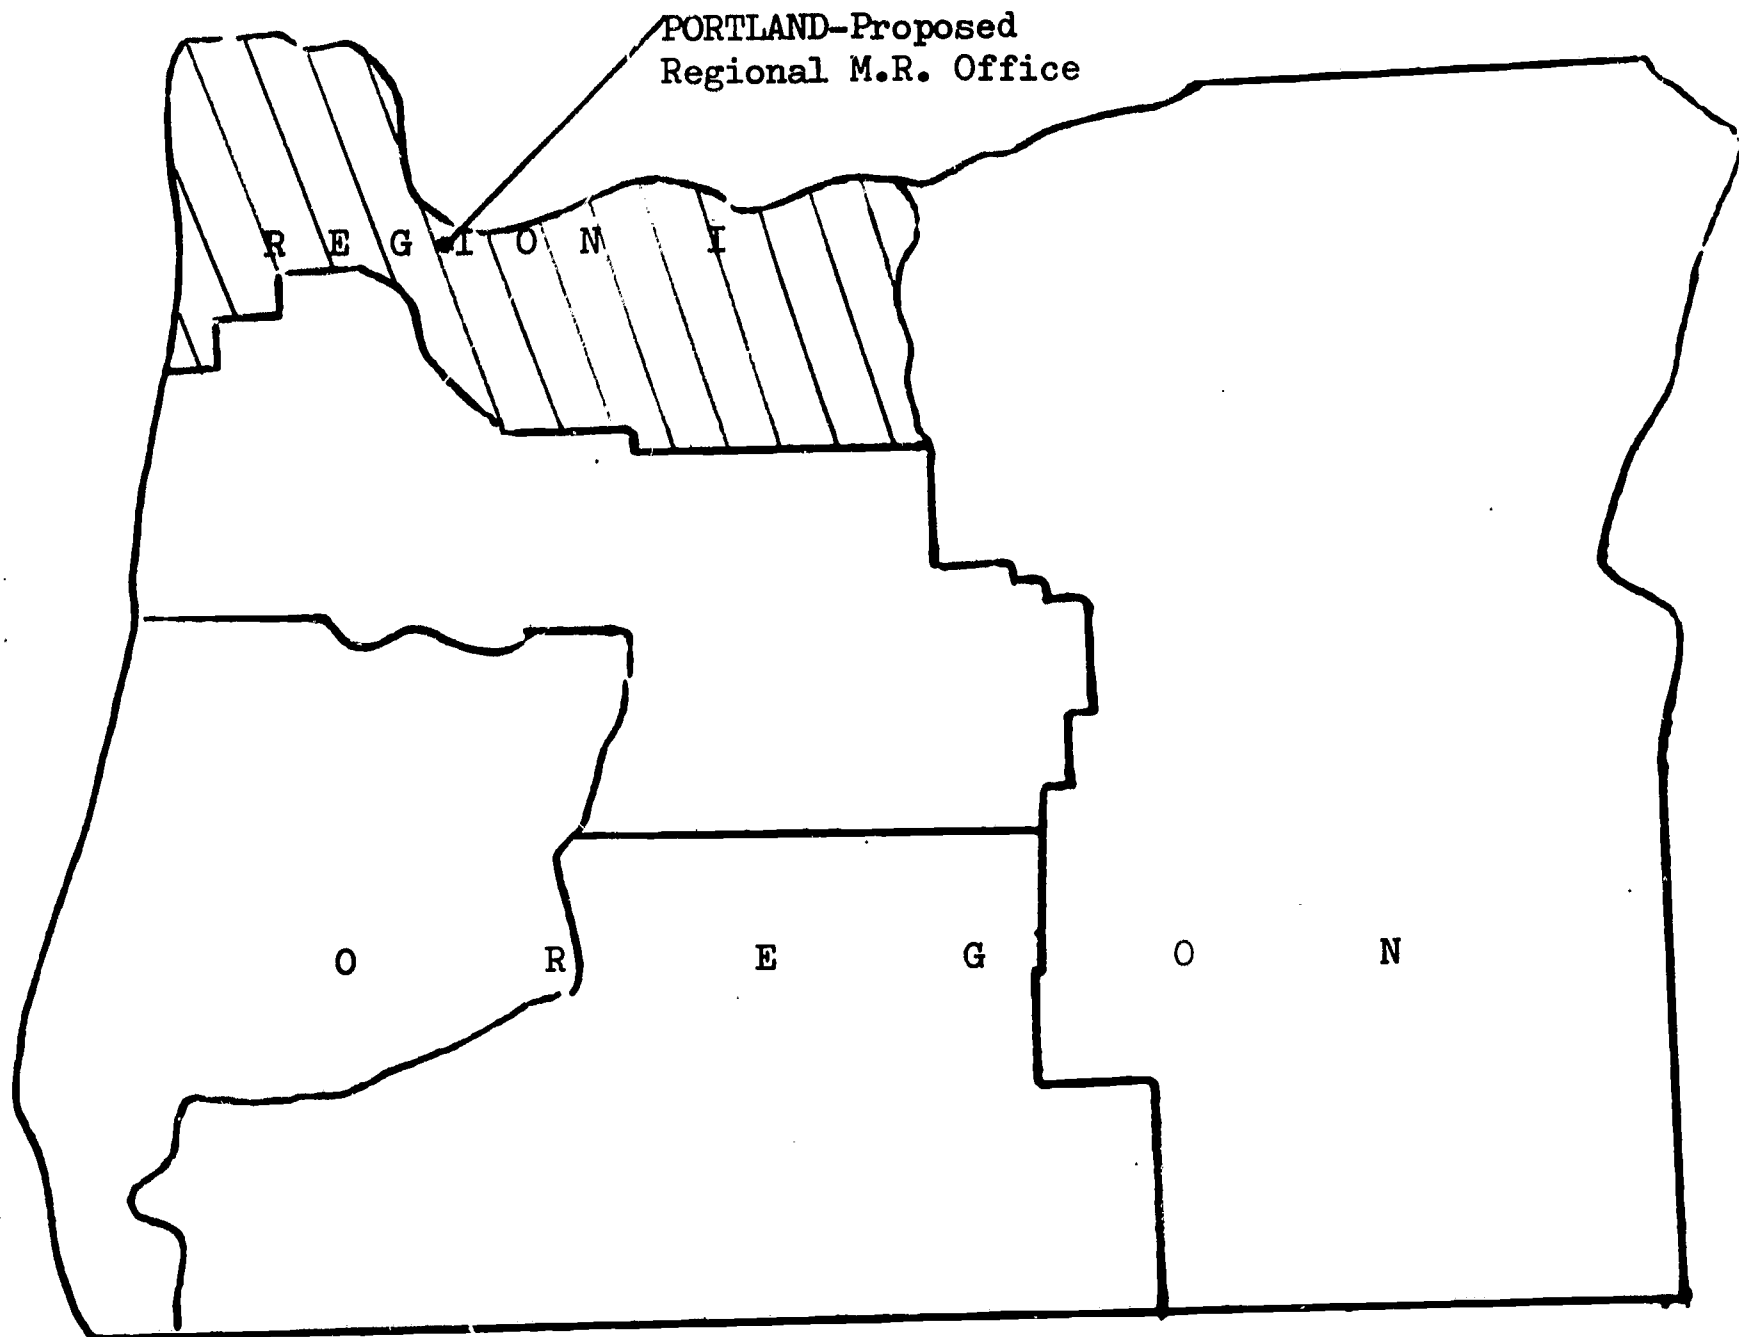 PORTLAND-Proposed
Regional M.R. Office
R E G I O N I
O R E G O N